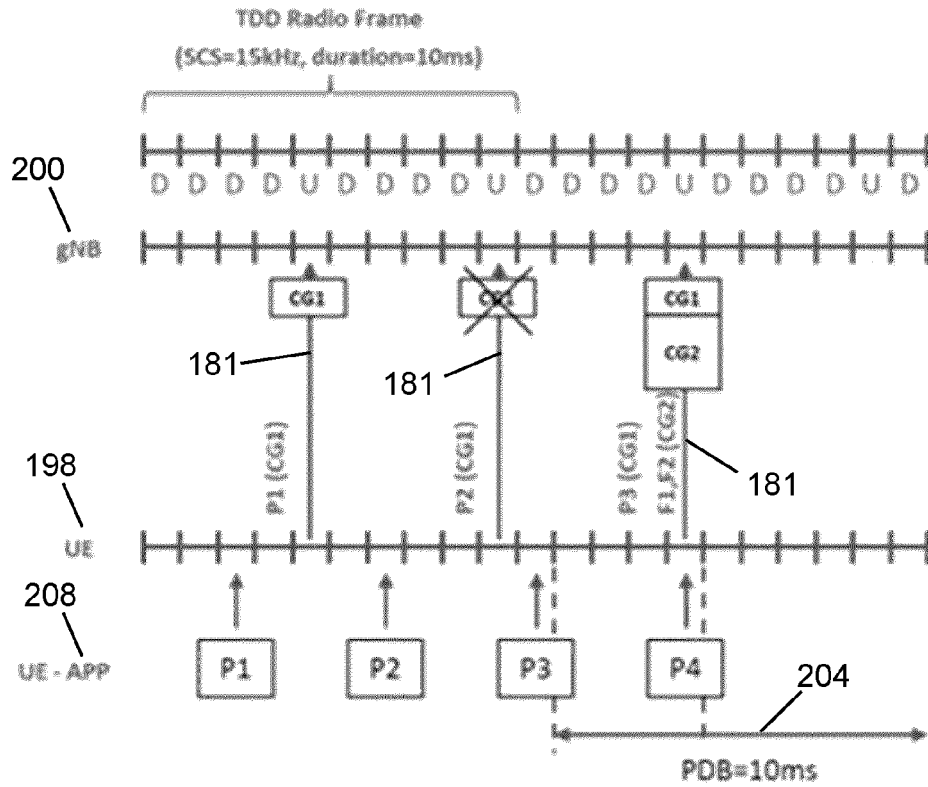 TDD Radio Frame
(SCS=15kHz, duration=10ms)
D D D D U D D D D U D D D D U D D D D U D
200
gNB
CG1
CG1
CG1
CG2
181
181
181
P1 (CG1)
P2 (CG1)
P3 (CG1)
F1,F2 (CG2)
198
UE
208
UE - APP
P1
P2
P3
P4
204
PDB=10ms